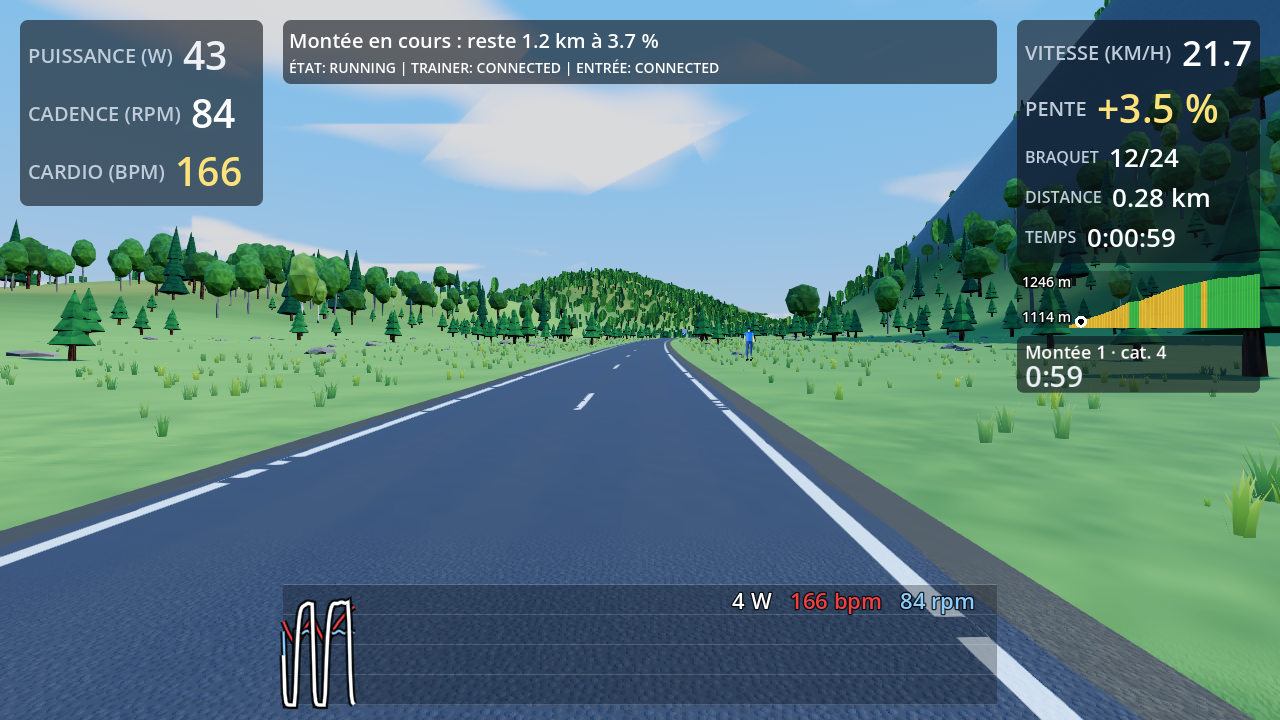 PUISSANCE (W) 43
CADENCE (RPM) 84
CARDIO (BPM) 166
Montée en cours : reste 1.2 km à 3.7 %
ÉTAT: RUNNING | TRAINER: CONNECTED | ENTRÉE: CONNECTED
VITESSE (KM/H) 21.7
PENTE +3.5 %
BRAQUET 12/24
DISTANCE 0.28 km
TEMPS 0:00:59
1246 m
1114 m
Montée 1 · cat. 4
0:59
4 W 166 bpm 84 rpm